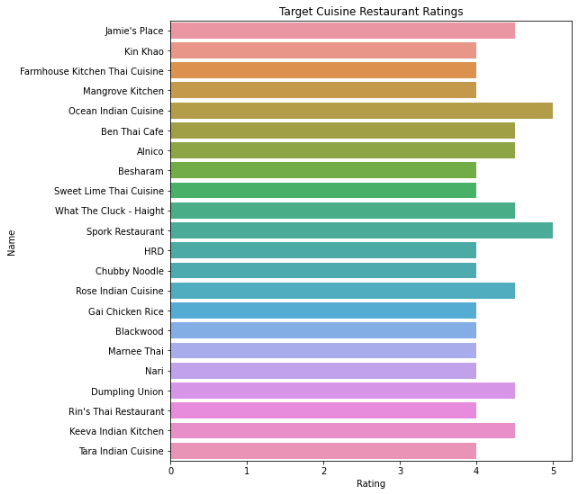 Target Cuisine Restaurant Ratings
Jamie's Place
Kin Khao
Farmhouse Kitchen Thai Cuisine
Mangrove Kitchen
Ocean Indian Cuisine
Ben Thai Cafe
Alnico
Besharam
Sweet Lime Thai Cuisine
What The Cluck - Haight
Spork Restaurant
HRD
Chubby Noodle
Rose Indian Cuisine
Gai Chicken Rice
Blackwood
Marnee Thai
Nari
Dumpling Union
Rin's Thai Restaurant
Keeva Indian Kitchen
Tara Indian Cuisine
Name
0 1 2 3 4 5
Rating